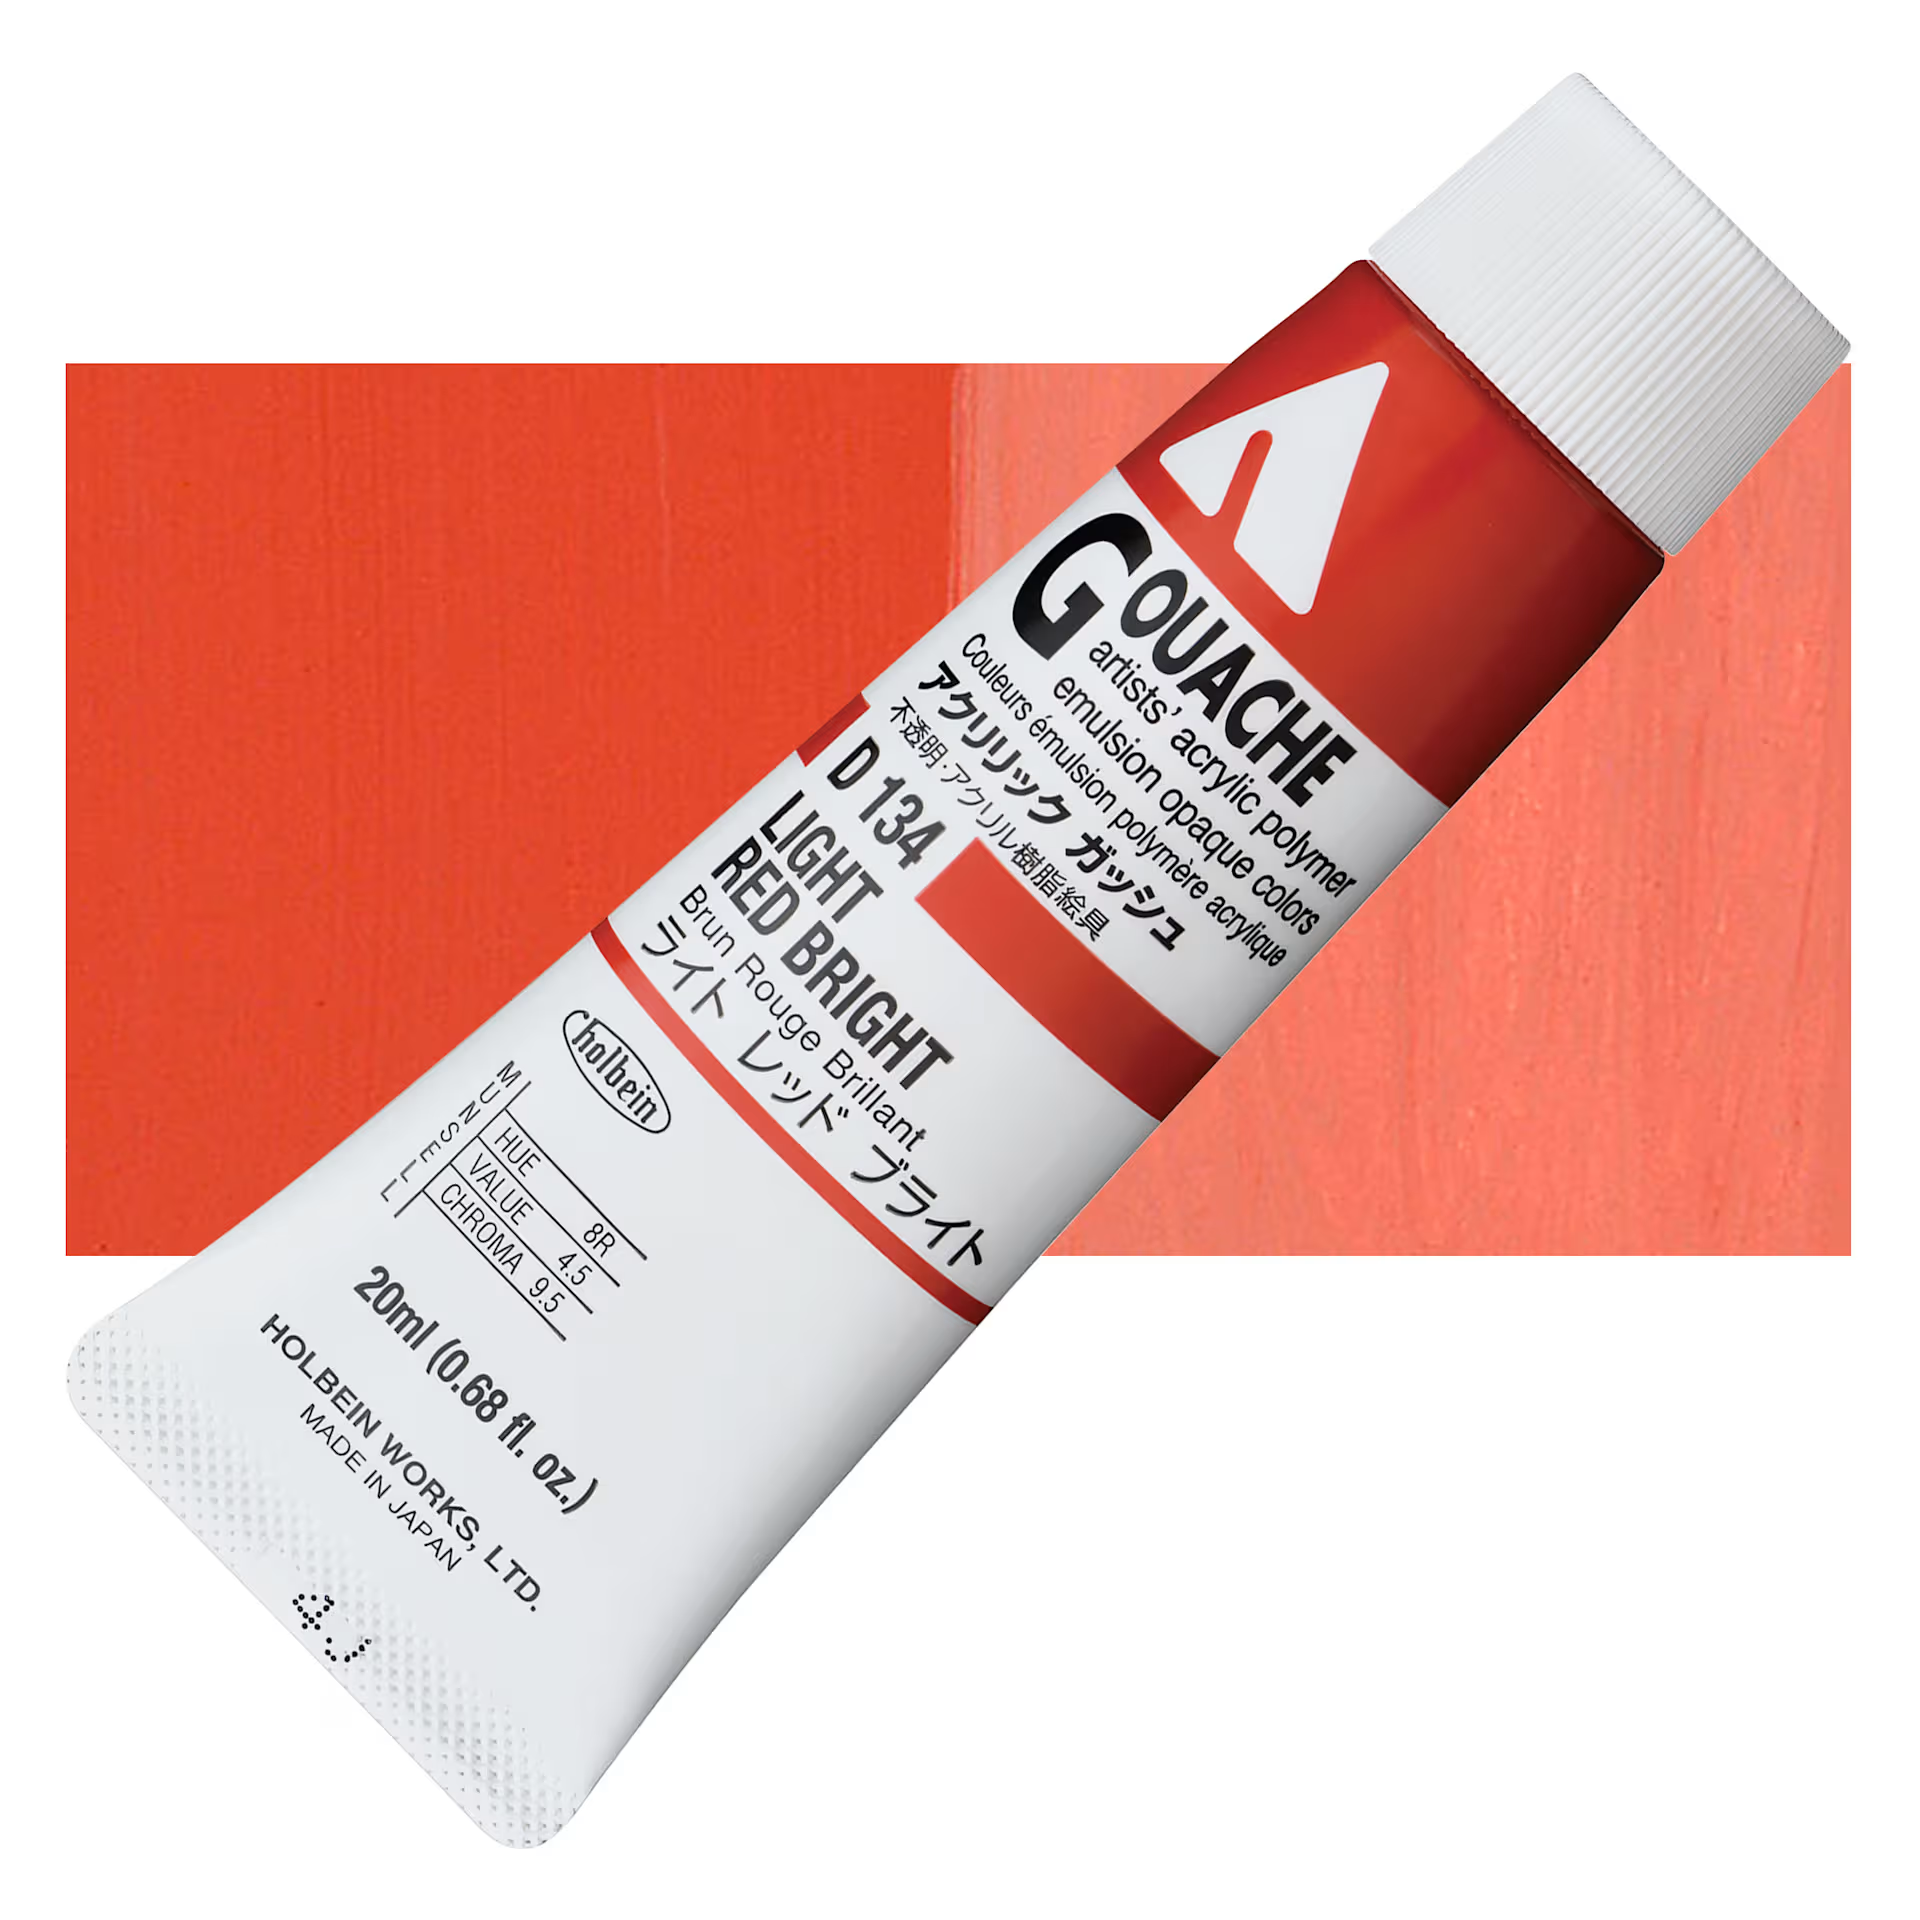 GOUACHE
artists' acrylic polymer
emulsion opaque colors
Couleurs émulsion polymère acrylique
アクリリック ガッシュ
不透明・アクリル樹脂絵具
D 134
LIGHT
RED BRIGHT
Brun Rouge Brillant
ライト レッド ブライト
holbein
MUNSELL
HUE 8R
VALUE 4.5
CHROMA 9.5
20ml (0.68 fl. oz.)
HOLBEIN WORKS, LTD.
MADE IN JAPAN